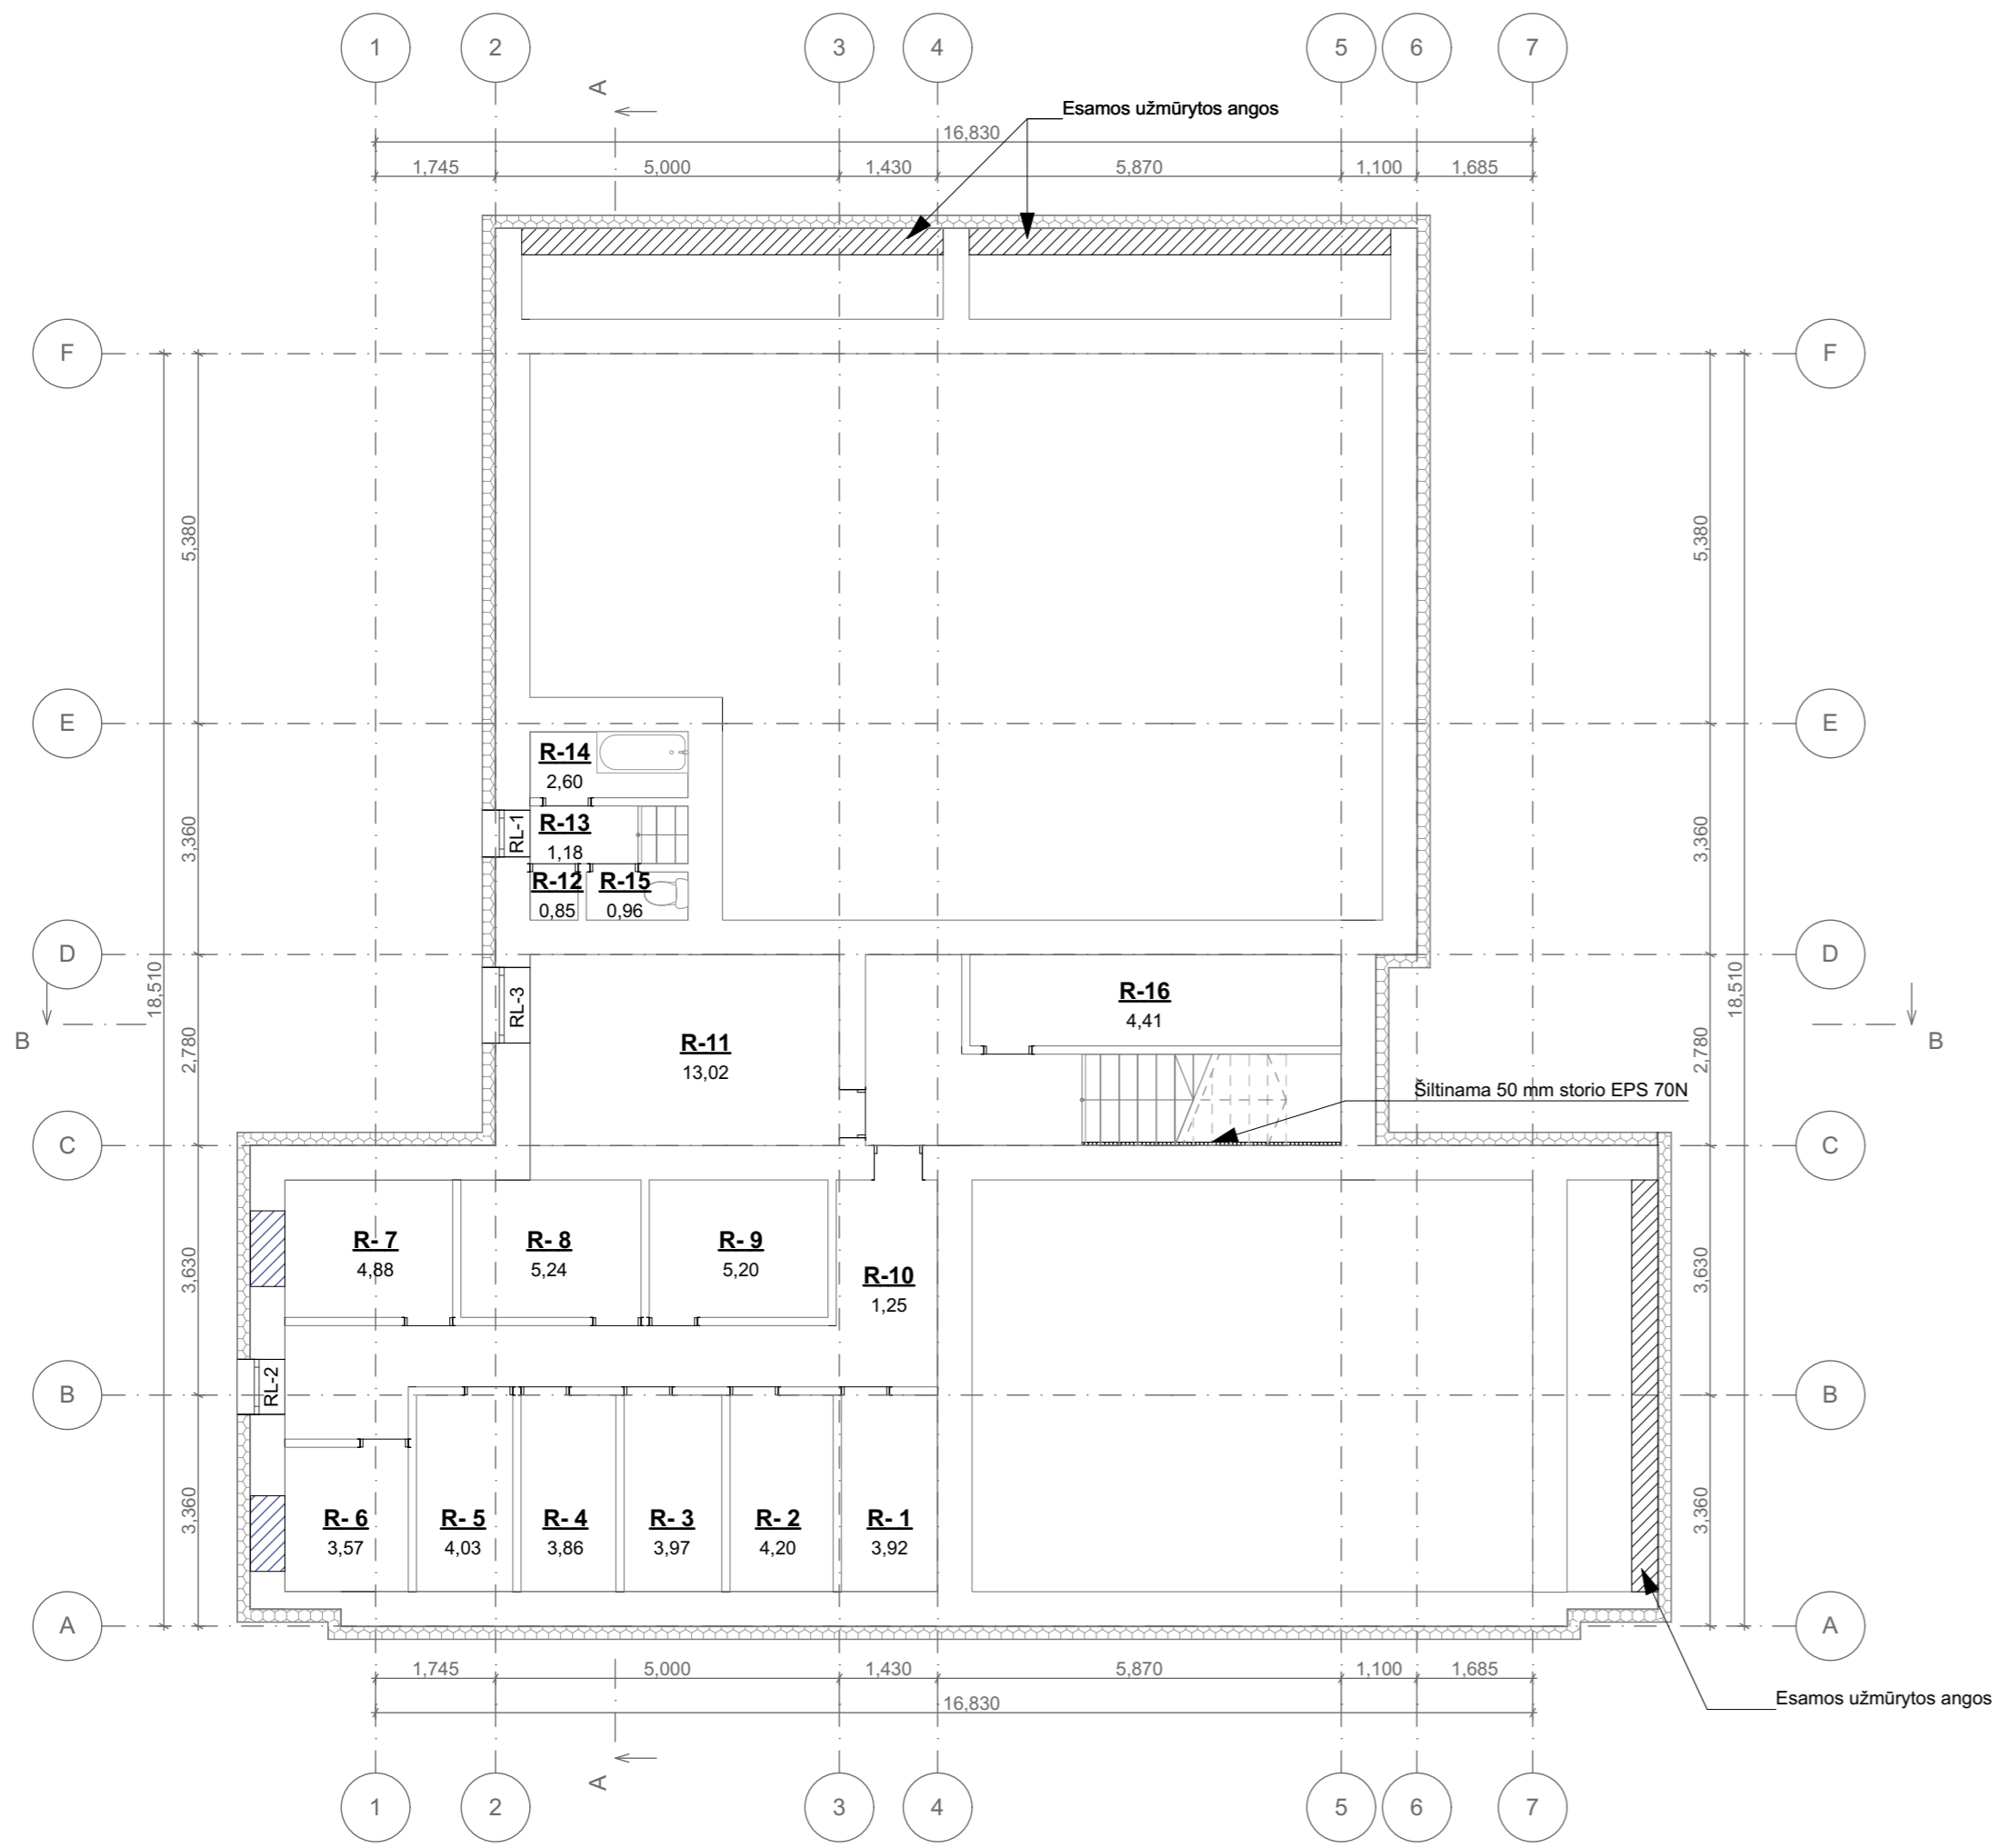 1 2 3 4 5 6 7
A
Esamos užmūrytos angos
16,830
1,745 5,000 1,430 5,870 1,100 1,685
F F
5,380 5,380
E E
R-14
2,60
RL-1
R-13
1,18
3,360 3,360
R-12 R-15
0,85 0,96
D D
18,510 18,510
RL-3
R-16
4,41
B B
R-11
13,02
2,780 2,780
Šiltinama 50 mm storio EPS 70N
C C
R- 7 R- 8 R- 9
4,88 5,24 5,20
R-10
1,25
3,630 3,630
RL-2
B B
R- 6 R- 5 R- 4 R- 3 R- 2 R- 1
3,57 4,03 3,86 3,97 4,20 3,92
3,360 3,360
A A
1,745 5,000 1,430 5,870 1,100 1,685
16,830
Esamos užmūrytos angos
A
1 2 3 4 5 6 7